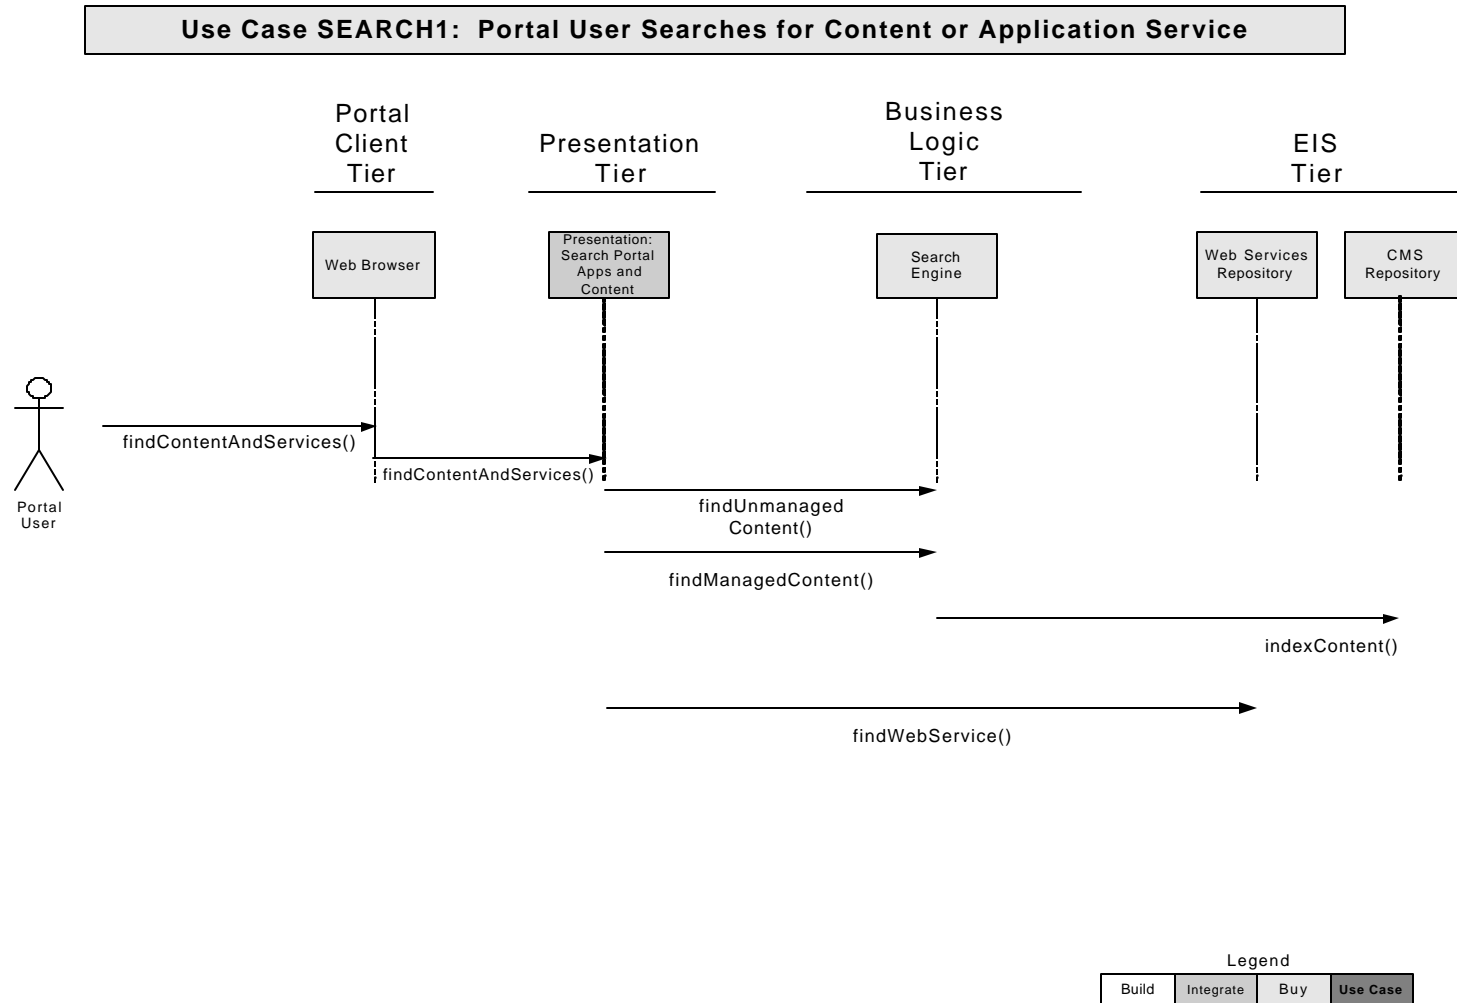 Use Case SEARCH1: Portal User Searches for Content or Application Service
Portal
Client
Tier
Presentation
Tier
Business
Logic
Tier
EIS
Tier
Web Browser
Presentation:
Search Portal
Apps and
Content
Search
Engine
Web Services
Repository
CMS
Repository
findContentAndServices()
findContentAndServices()
Portal
User
findUnmanaged
Content()
findManagedContent()
indexContent()
findWebService()
Legend
Build
Integrate
Buy
Use Case